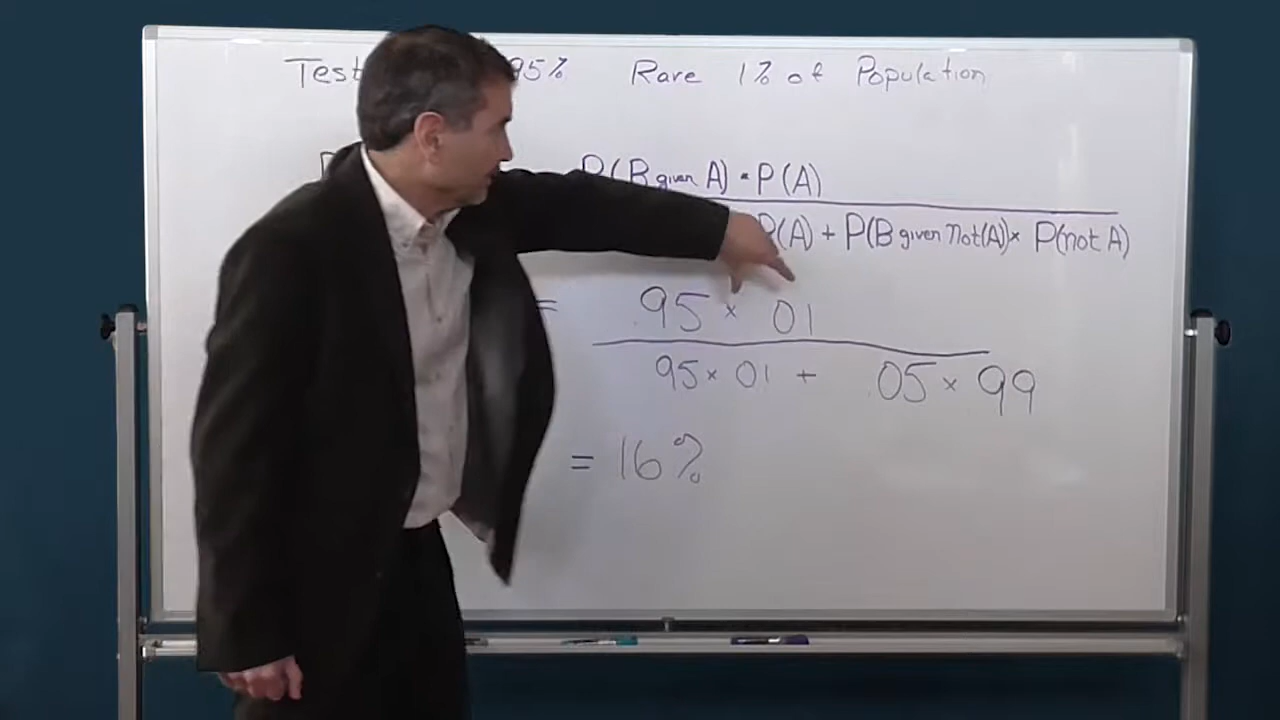 Test 95% Rare 1% of Population
P(B given A) • P(A)
P(A) + P(B given Not(A)) × P(not A)
= .95 × 01
95 × 01 + .05 × 99
= 16%